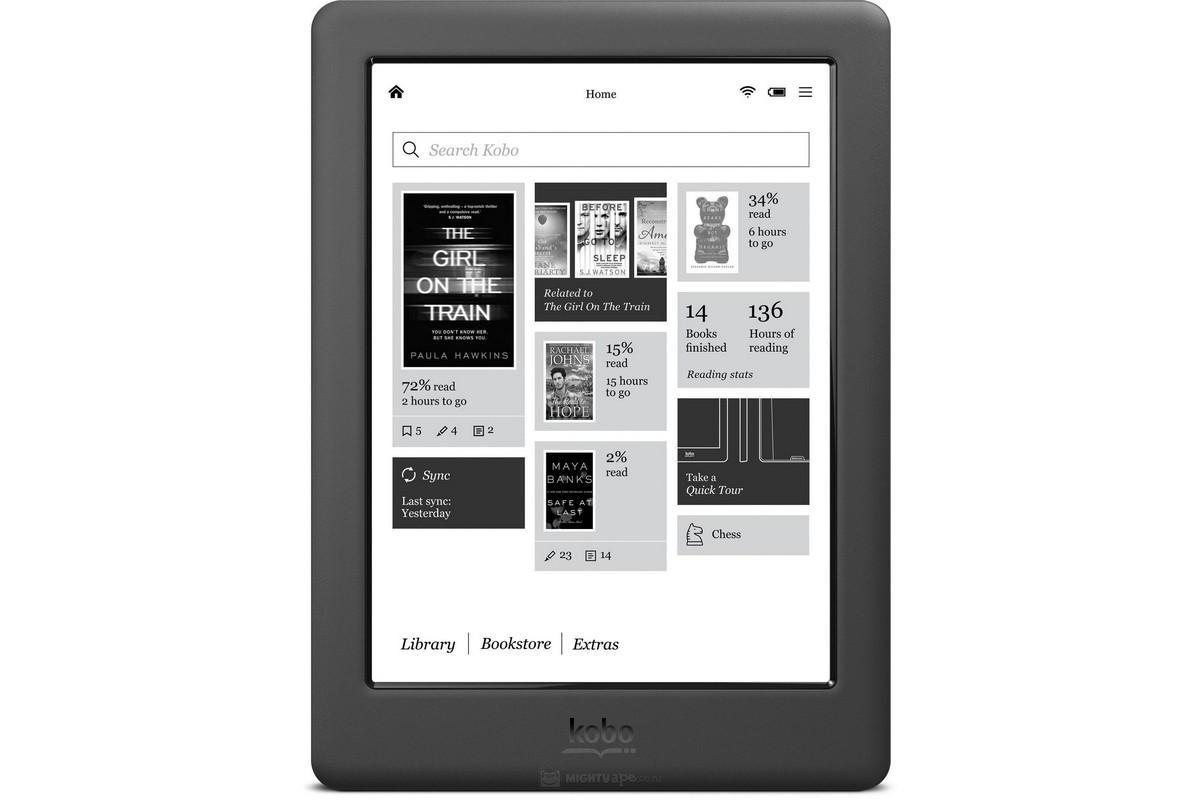 Home
Search Kobo
'Gripping, enthralling – a top-notch thriller
and a compulsive read.'
S J WATSON
THE
GIRL
ON THE
TRAIN
YOU DON'T KNOW HER.
BUT SHE KNOWS YOU.
PAULA HAWKINS
72% read
2 hours to go
5
4
2
Sync
Last sync:
Yesterday
BEFORE
GO TO
SLEEP
S.J. WATSON
Related to
The Girl On The Train
RACHAEL
JOHNS
The Road to
HOPE
15%
read
15 hours
to go
MAYA
BANKS
SAFE AT
LAST
2%
read
23
14
34%
read
6 hours
to go
14
Books
finished
136
Hours of
reading
Reading stats
kobo
Take a
Quick Tour
Chess
Library
Bookstore
Extras
kobo
MIGHTYape.co.nz